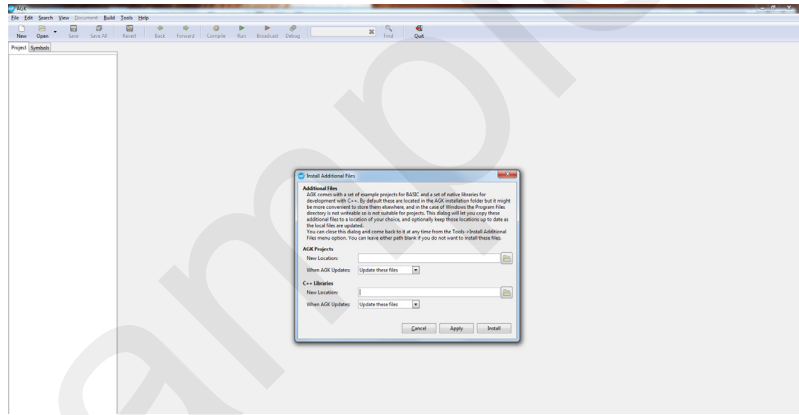 AGK
File Edit Search View Document Build Tools Help
New Open Save Save All Revert Back Forward Compile Run Broadcast Debug Find Quit
Project Symbols
Install Additional Files
Additional Files
AGK comes with a set of example projects for BASIC and a set of native libraries for
development with C++. By default these are located in the AGK installation folder but it might
be more convenient to store them elsewhere, and in the case of Windows the Program Files
directory is not writeable so is not suitable for projects. This dialog will let you copy these
additional files to a location of your choice, and optionally keep those locations up to date as
the local files are updated.
You can close this dialog and come back to it at any time from the Tools->Install Additional
Files menu option. You can leave either path blank if you do not want to install these files.
AGK Projects
New Location:
When AGK Updates: Update these files
C++ Libraries
New Location:
When AGK Updates: Update these files
Cancel Apply Install